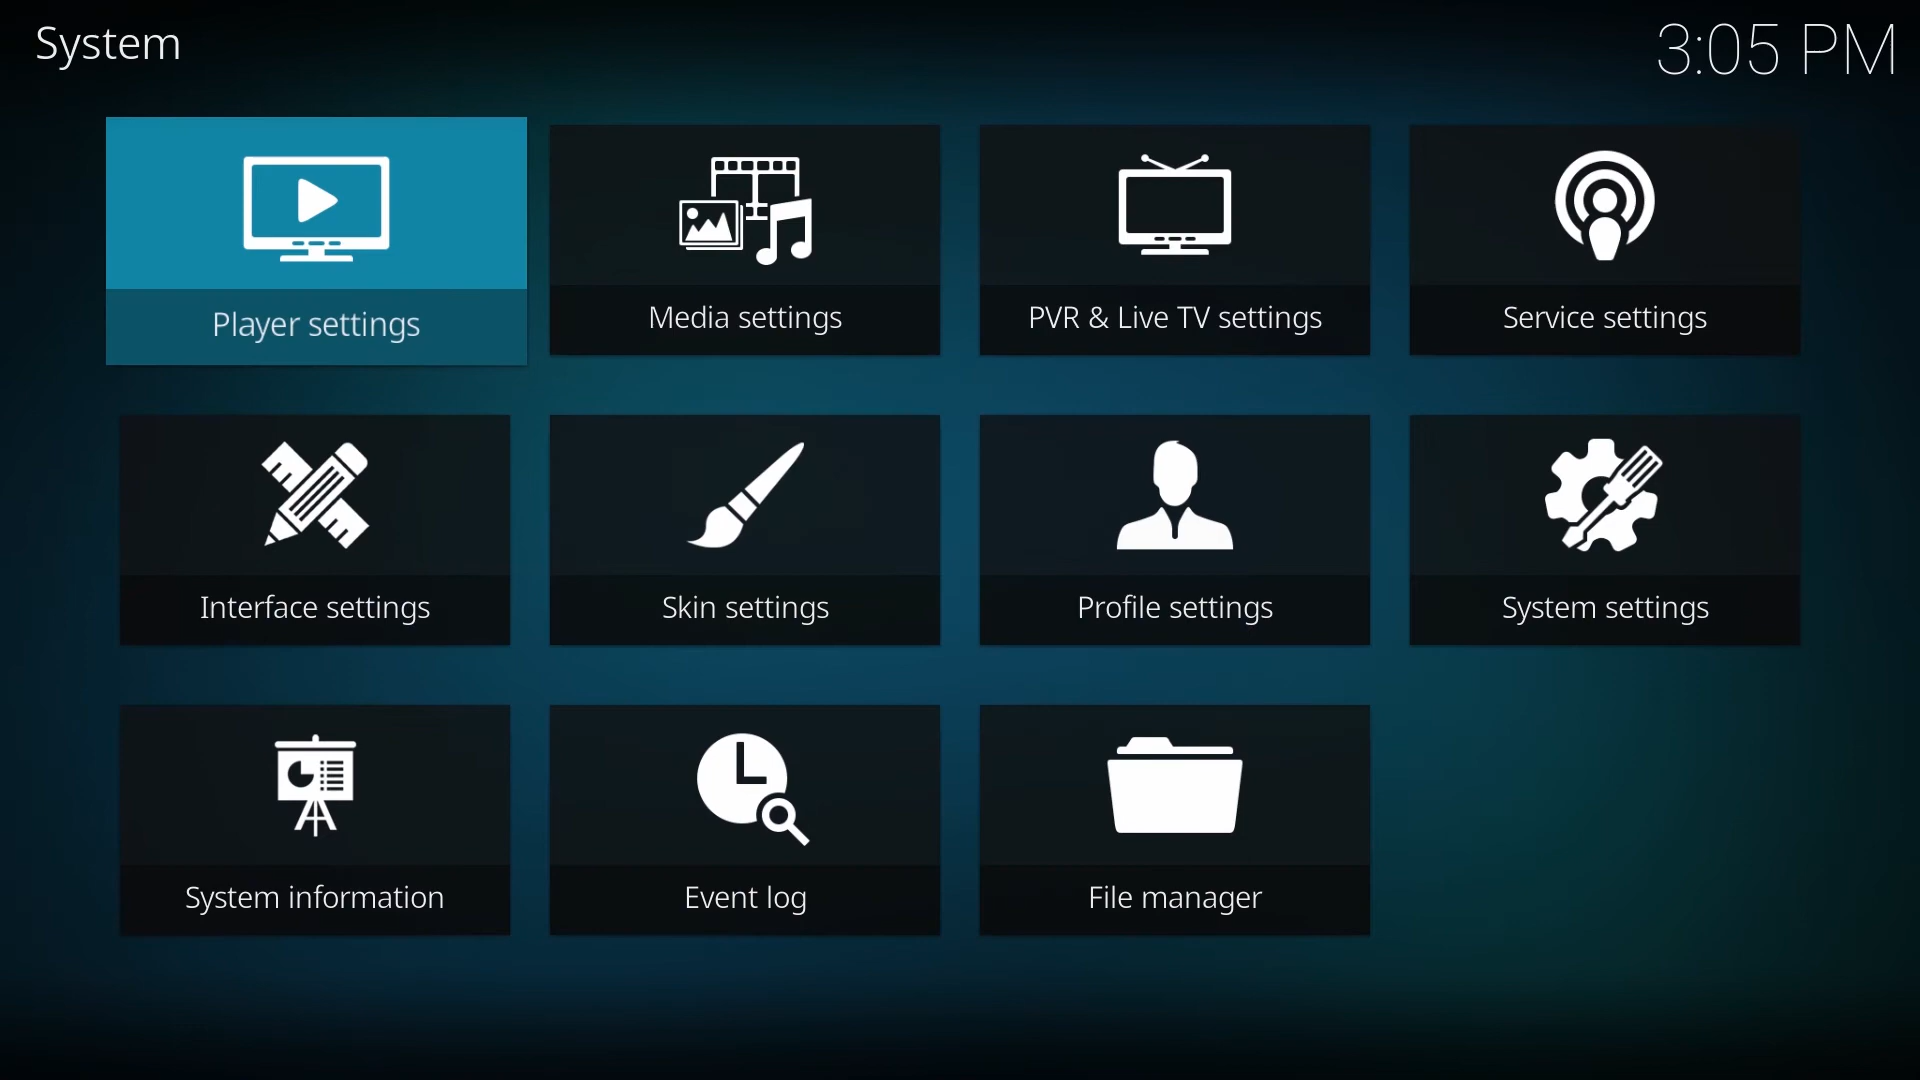 System
3:05 PM
Player settings
Media settings
PVR & Live TV settings
Service settings
Interface settings
Skin settings
Profile settings
System settings
System information
Event log
File manager